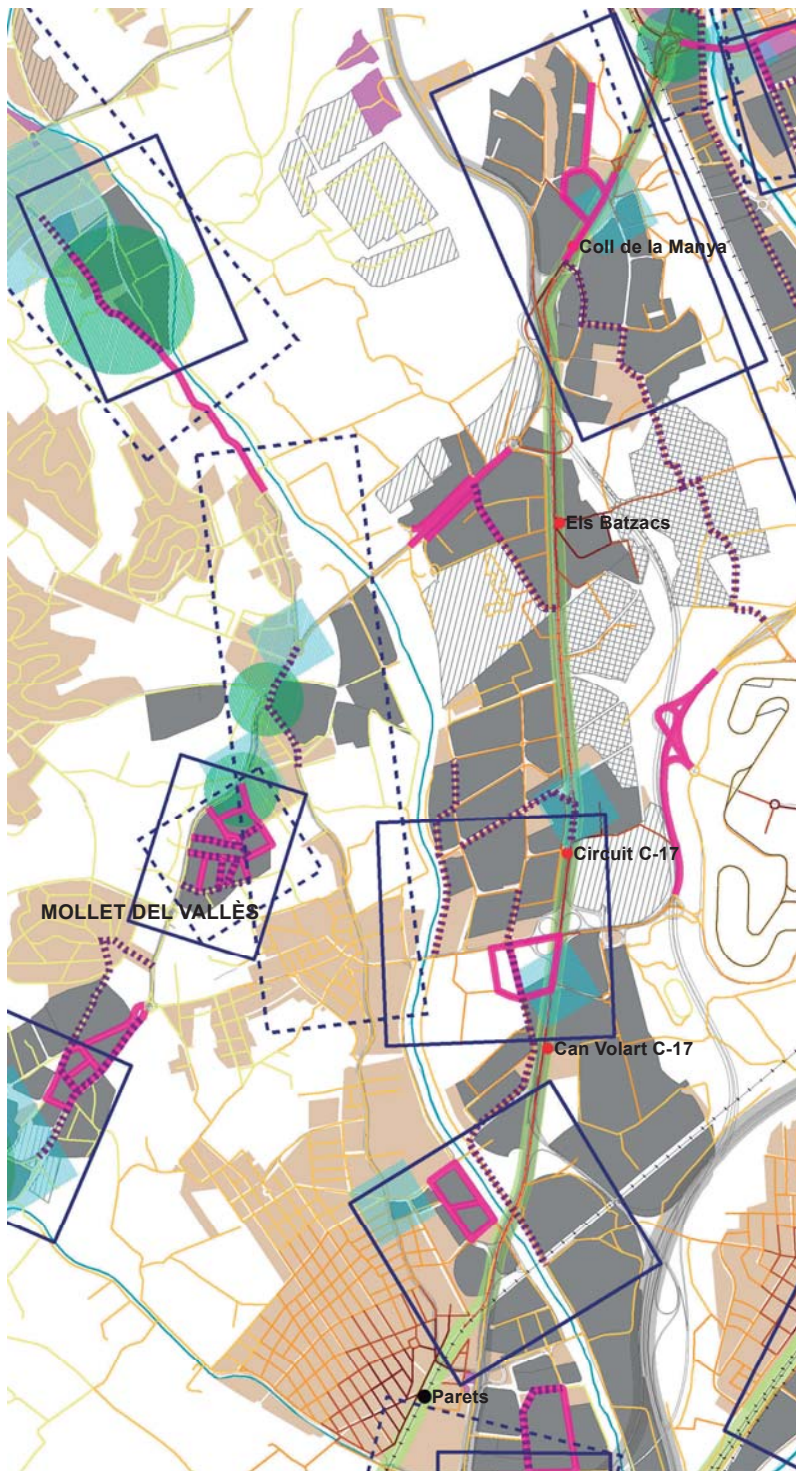 Coll de la Manya
Els Batzacs
Circuit C-17
MOLLET DEL VALLÈS
Can Volart C-17
Parets